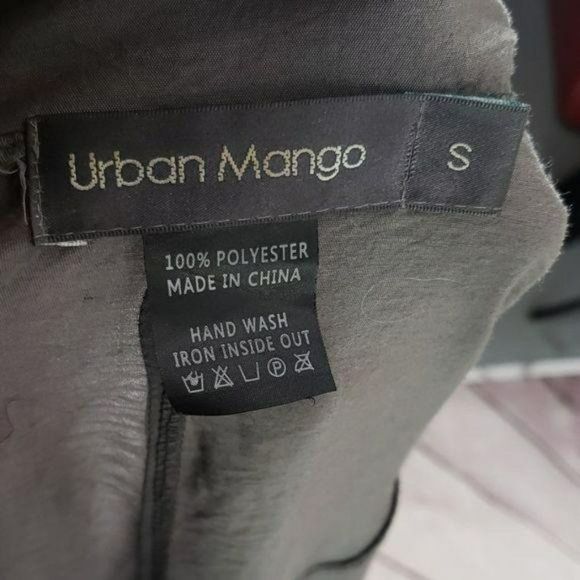 Urban Mango S
100% POLYESTER
MADE IN CHINA
HAND WASH
IRON INSIDE OUT
P